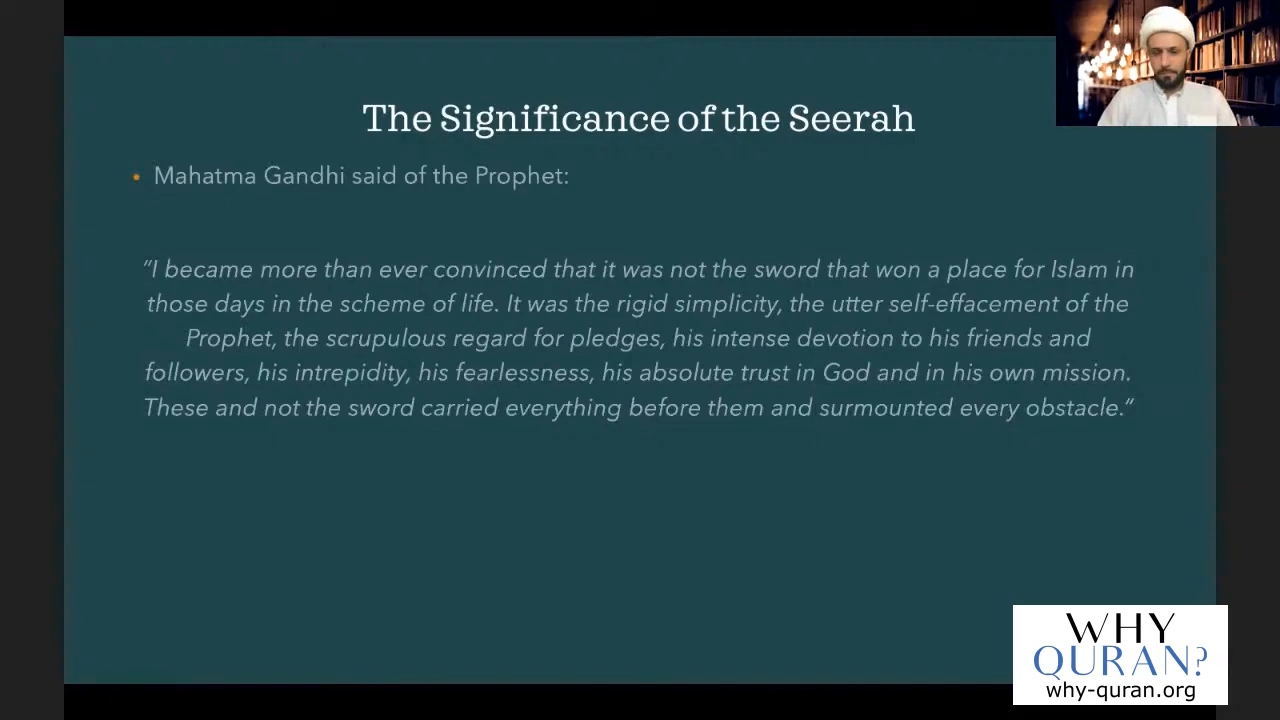 The Significance of the Seerah
• Mahatma Gandhi said of the Prophet:
“I became more than ever convinced that it was not the sword that won a place for Islam in
those days in the scheme of life. It was the rigid simplicity, the utter self-effacement of the
Prophet, the scrupulous regard for pledges, his intense devotion to his friends and
followers, his intrepidity, his fearlessness, his absolute trust in God and in his own mission.
These and not the sword carried everything before them and surmounted every obstacle.“
WHY
QURAN?
why-quran.org